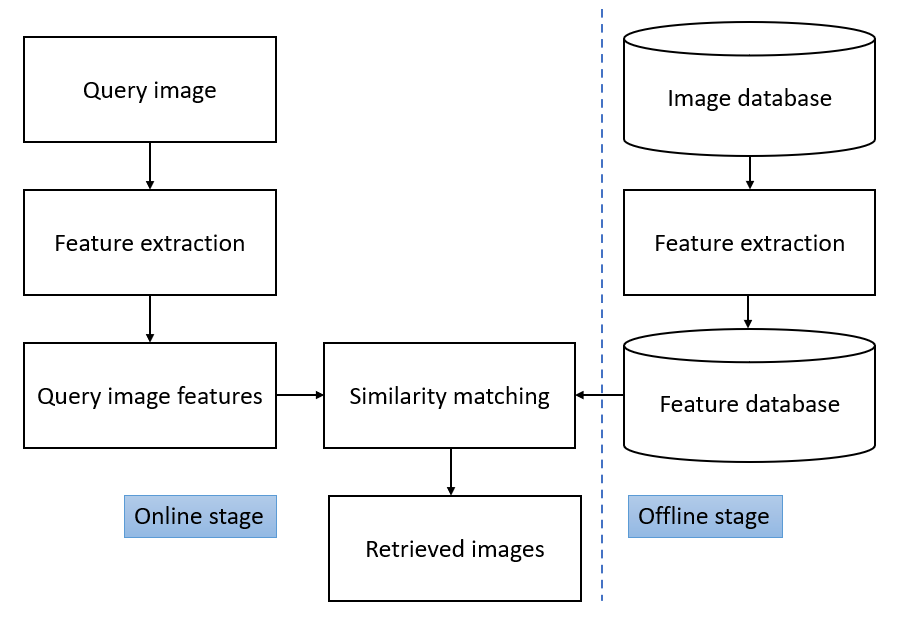 Query image
Image database
Feature extraction
Feature extraction
Query image features
Similarity matching
Feature database
Online stage
Offline stage
Retrieved images